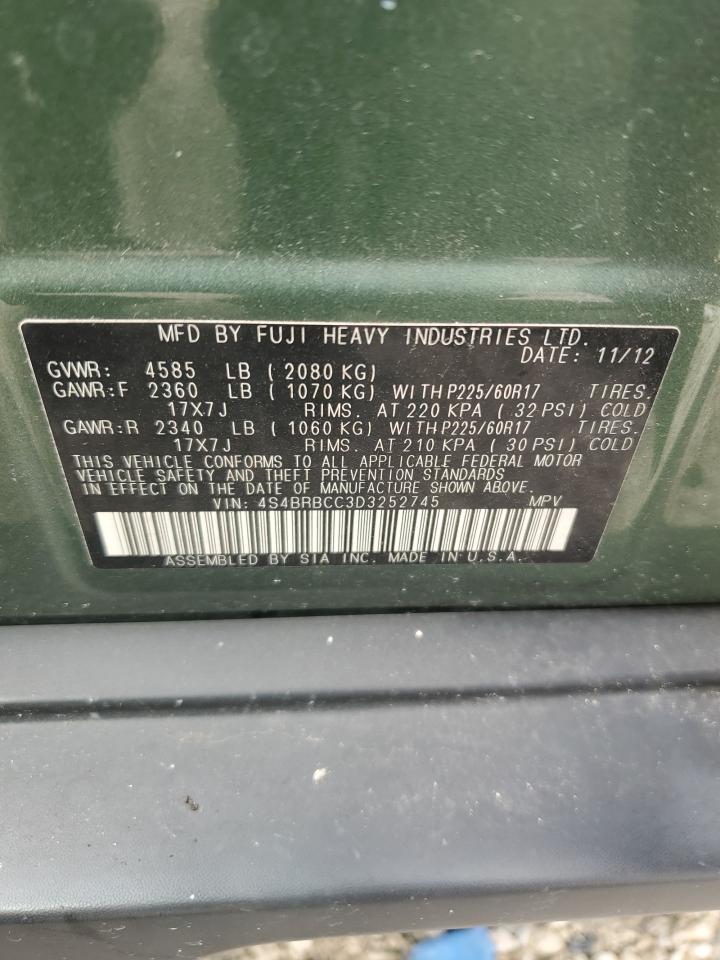 MFD BY FUJI HEAVY INDUSTRIES LTD.
DATE: 11/12
GVWR: 4585 LB ( 2080 KG)
GAWR:F 2360 LB ( 1070 KG) WITH P225/60R17 TIRES.
17X7J RIMS. AT 220 KPA ( 32 PSI) COLD
GAWR:R 2340 LB ( 1060 KG) WITH P225/60R17 TIRES.
17X7J RIMS. AT 210 KPA ( 30 PSI) COLD
THIS VEHICLE CONFORMS TO ALL APPLICABLE FEDERAL MOTOR
VEHICLE SAFETY AND THEFT PREVENTION STANDARDS
IN EFFECT ON THE DATE OF MANUFACTURE SHOWN ABOVE.
VIN: 4S4BRBCC3D3252745 MPV
ASSEMBLED BY SIA INC. MADE IN U.S.A.